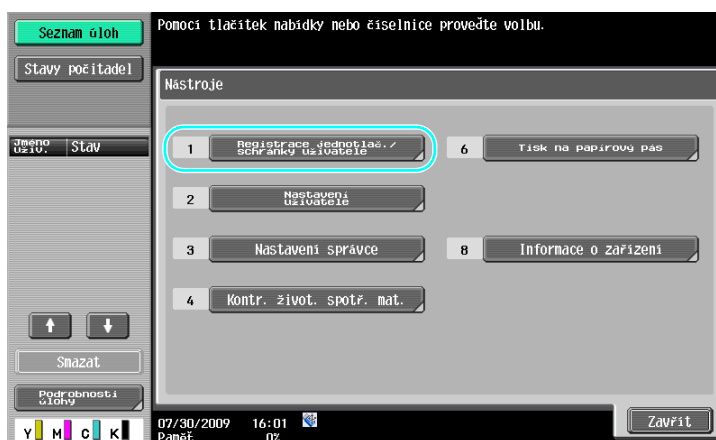 Seznam úloh
Pomocí tlačítek nabídky nebo číselnice proveďte volbu.
Stavy počitadel
Nástroje
Jméno
uživ.
Stav
1
Registrace jednotlač./
schránky uživatele
6
Tisk na papírový pás
2
Nastavení
uživatele
3
Nastavení správce
8
Informace o zařízení
4
Kontr. život. spotř. mat.
Smazat
Podrobnosti
úlohy
Y M C K
07/30/2009 16:01
Paměť 0%
Zavřít